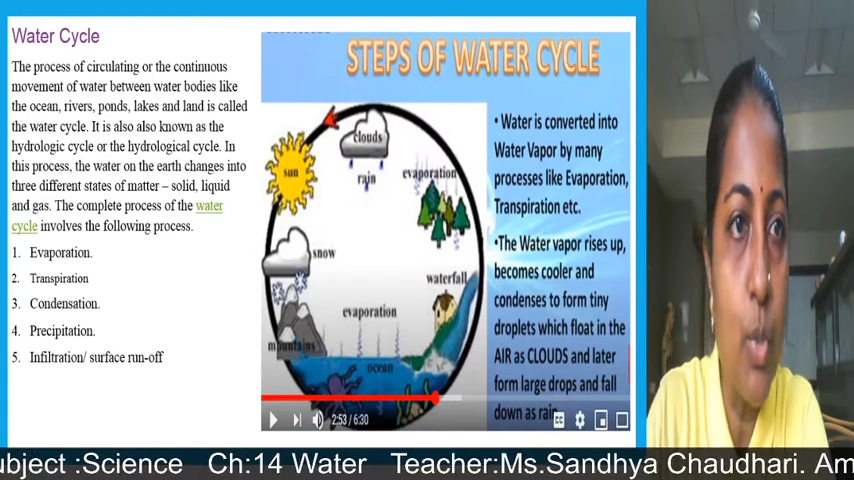 Water Cycle
The process of circulating or the continuous
movement of water between water bodies like
the ocean, rivers, ponds, lakes and land is called
the water cycle. It is also also known as the
hydrologic cycle or the hydrological cycle. In
this process, the water on the earth changes into
three different states of matter – solid, liquid
and gas. The complete process of the water
cycle involves the following process.
1. Evaporation.
2. Transpiration
3. Condensation.
4. Precipitation.
5. Infiltration/ surface run-off
STEPS OF WATER CYCLE
clouds
sun
rain
evaporation
snow
waterfall
evaporation
mountains
ocean
• Water is converted into
Water Vapor by many
processes like Evaporation,
Transpiration etc.
•The Water vapor rises up,
becomes cooler and
condenses to form tiny
droplets which float in the
AIR as CLOUDS and later
form large drops and fall
down as rain
2:53 / 6:30
CC
ubject :Science Ch:14 Water Teacher:Ms.Sandhya Chaudhari. Am